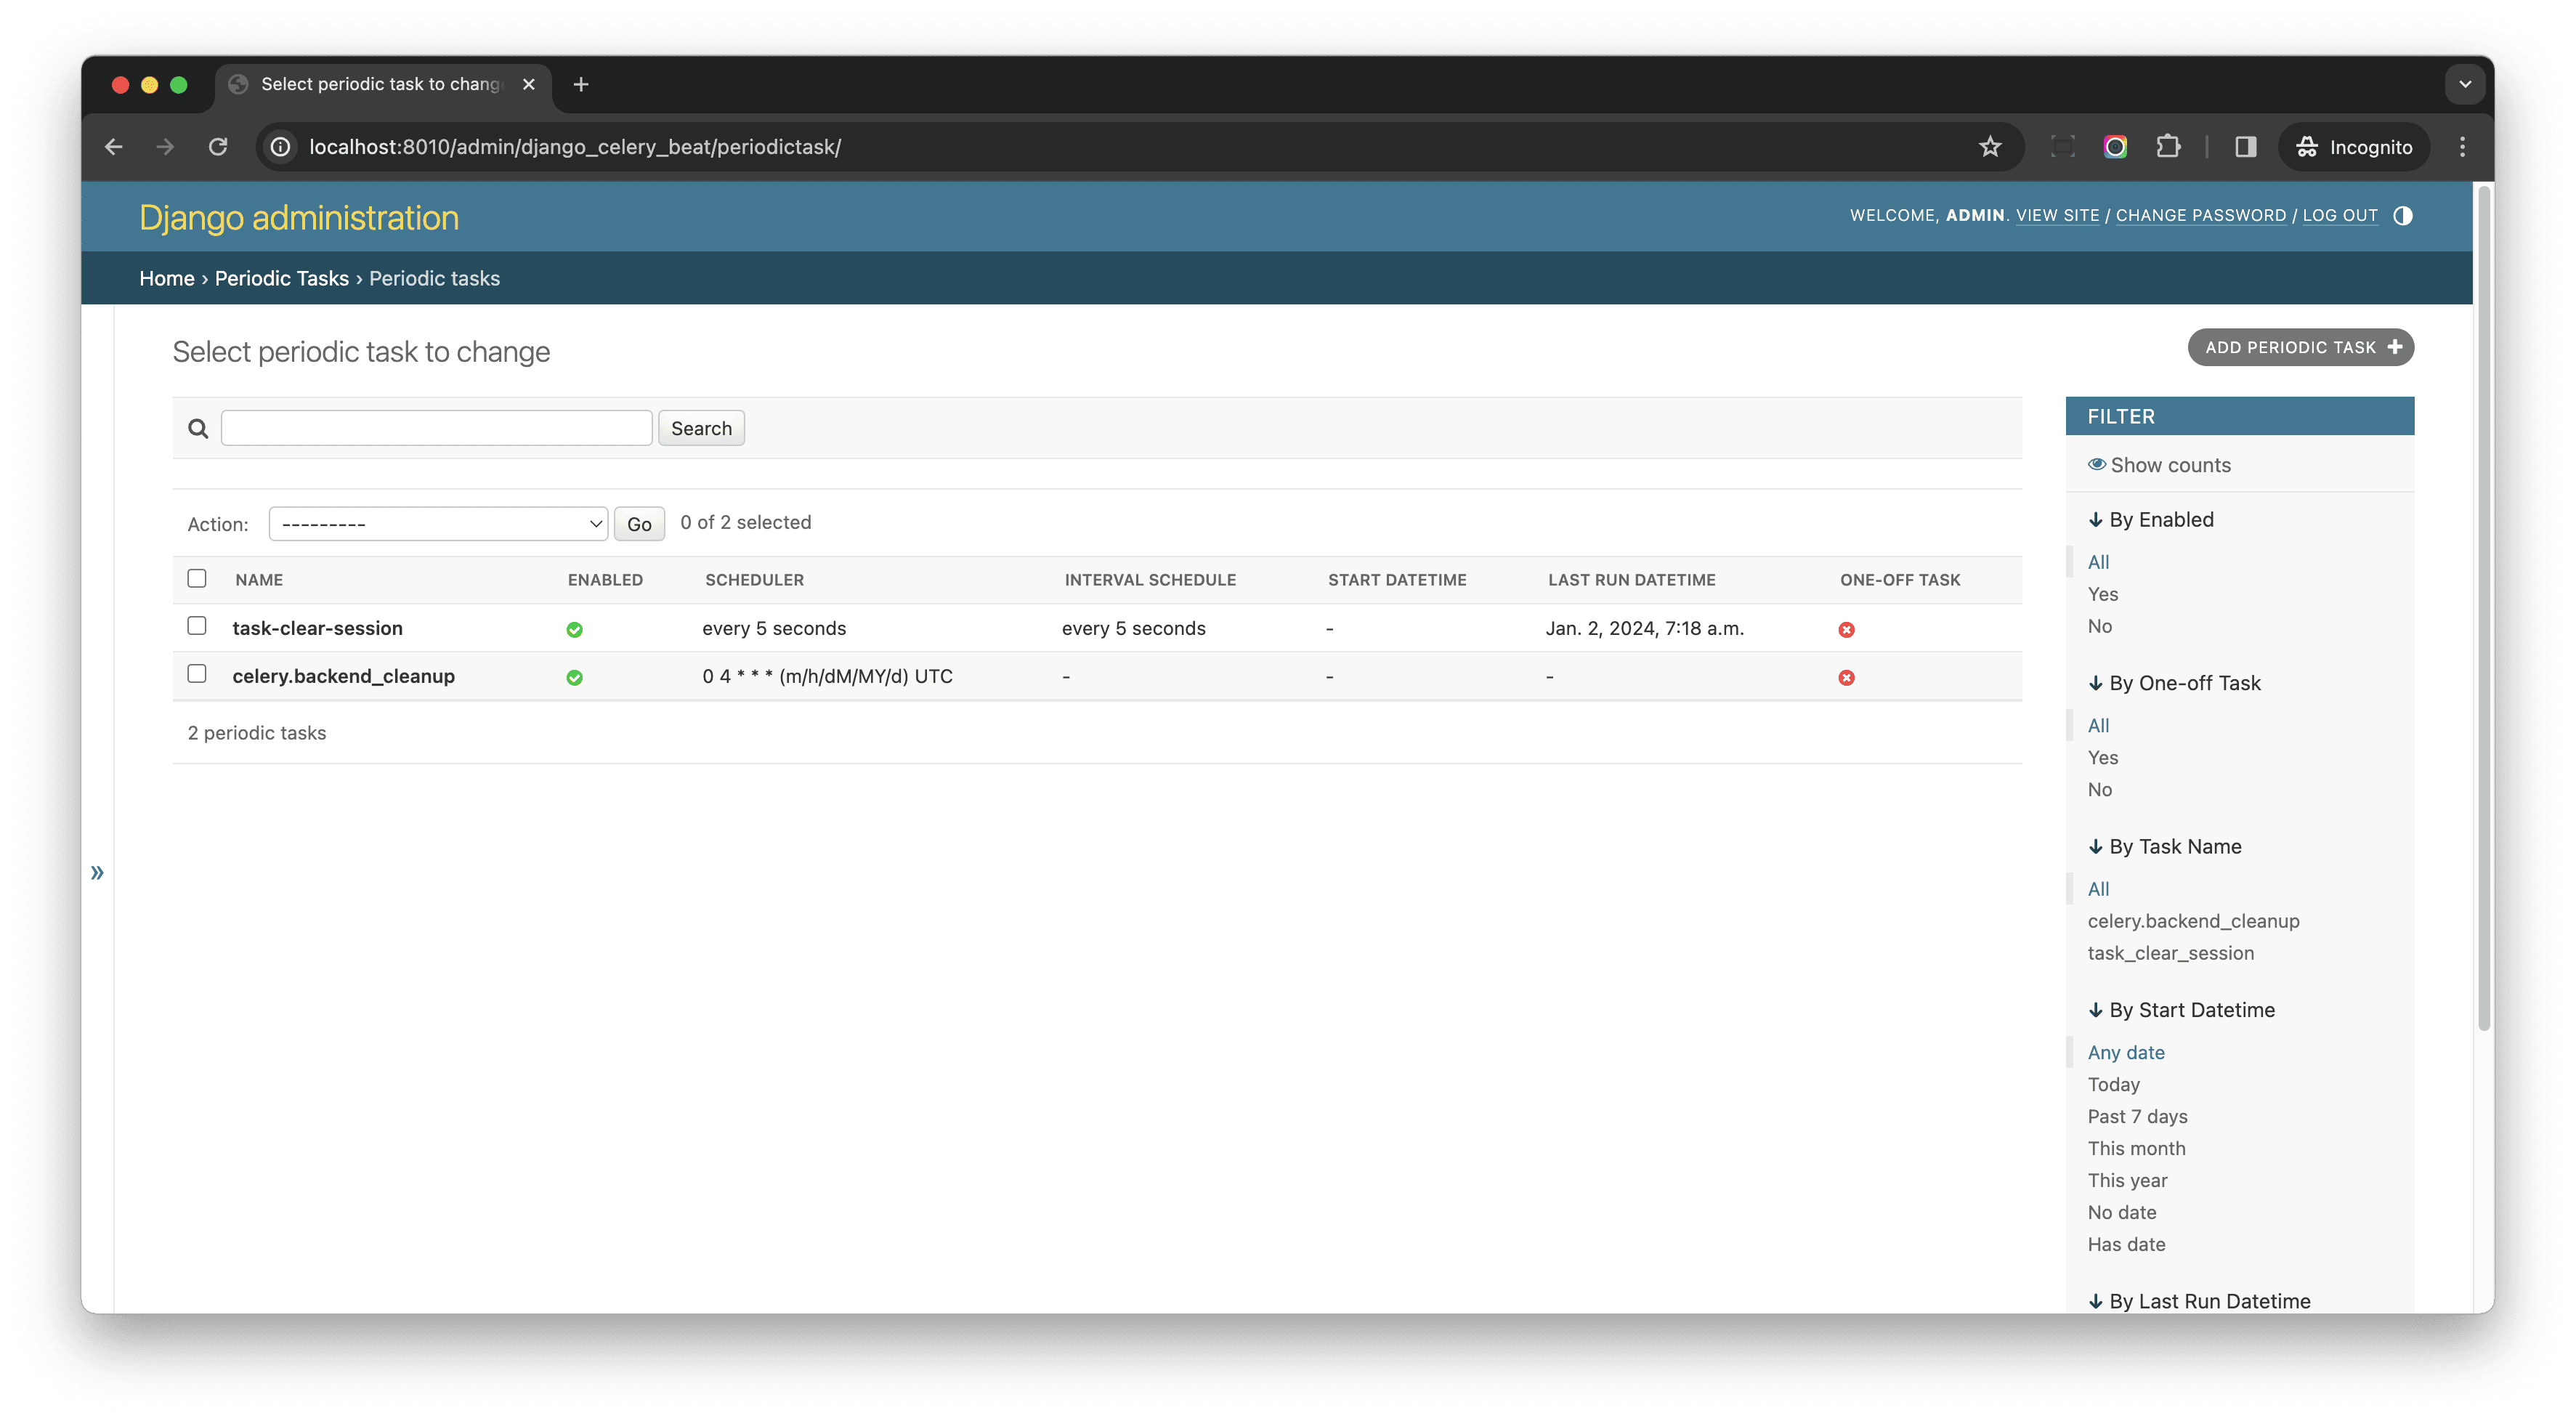 Select periodic task to chang
localhost:8010/admin/django_celery_beat/periodictask/
Incognito
Django administration
WELCOME, ADMIN. VIEW SITE / CHANGE PASSWORD / LOG OUT
Home › Periodic Tasks › Periodic tasks
Select periodic task to change
ADD PERIODIC TASK +
Search
Action: --------- Go 0 of 2 selected
NAME ENABLED SCHEDULER INTERVAL SCHEDULE START DATETIME LAST RUN DATETIME ONE-OFF TASK
task-clear-session every 5 seconds every 5 seconds - Jan. 2, 2024, 7:18 a.m.
celery.backend_cleanup 0 4 * * * (m/h/dM/MY/d) UTC - - -
2 periodic tasks
»
FILTER
Show counts
↓ By Enabled
All
Yes
No
↓ By One-off Task
All
Yes
No
↓ By Task Name
All
celery.backend_cleanup
task_clear_session
↓ By Start Datetime
Any date
Today
Past 7 days
This month
This year
No date
Has date
↓ By Last Run Datetime